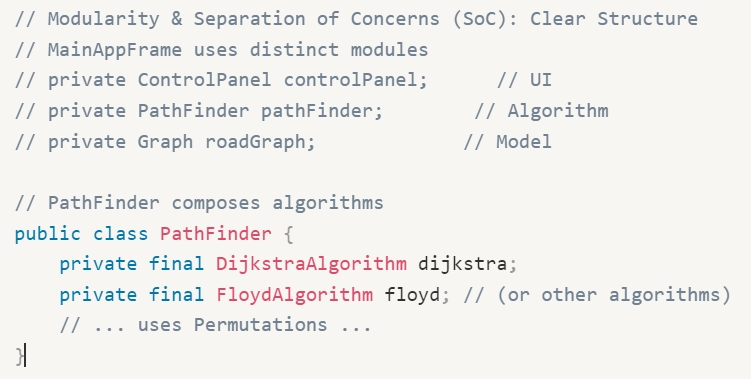 // Modularity & Separation of Concerns (SoC): Clear Structure
// MainAppFrame uses distinct modules
// private ControlPanel controlPanel;      // UI
// private PathFinder pathFinder;        // Algorithm
// private Graph roadGraph;             // Model

// PathFinder composes algorithms
public class PathFinder {
    private final DijkstraAlgorithm dijkstra;
    private final FloydAlgorithm floyd; // (or other algorithms)
    // ... uses Permutations ...
}